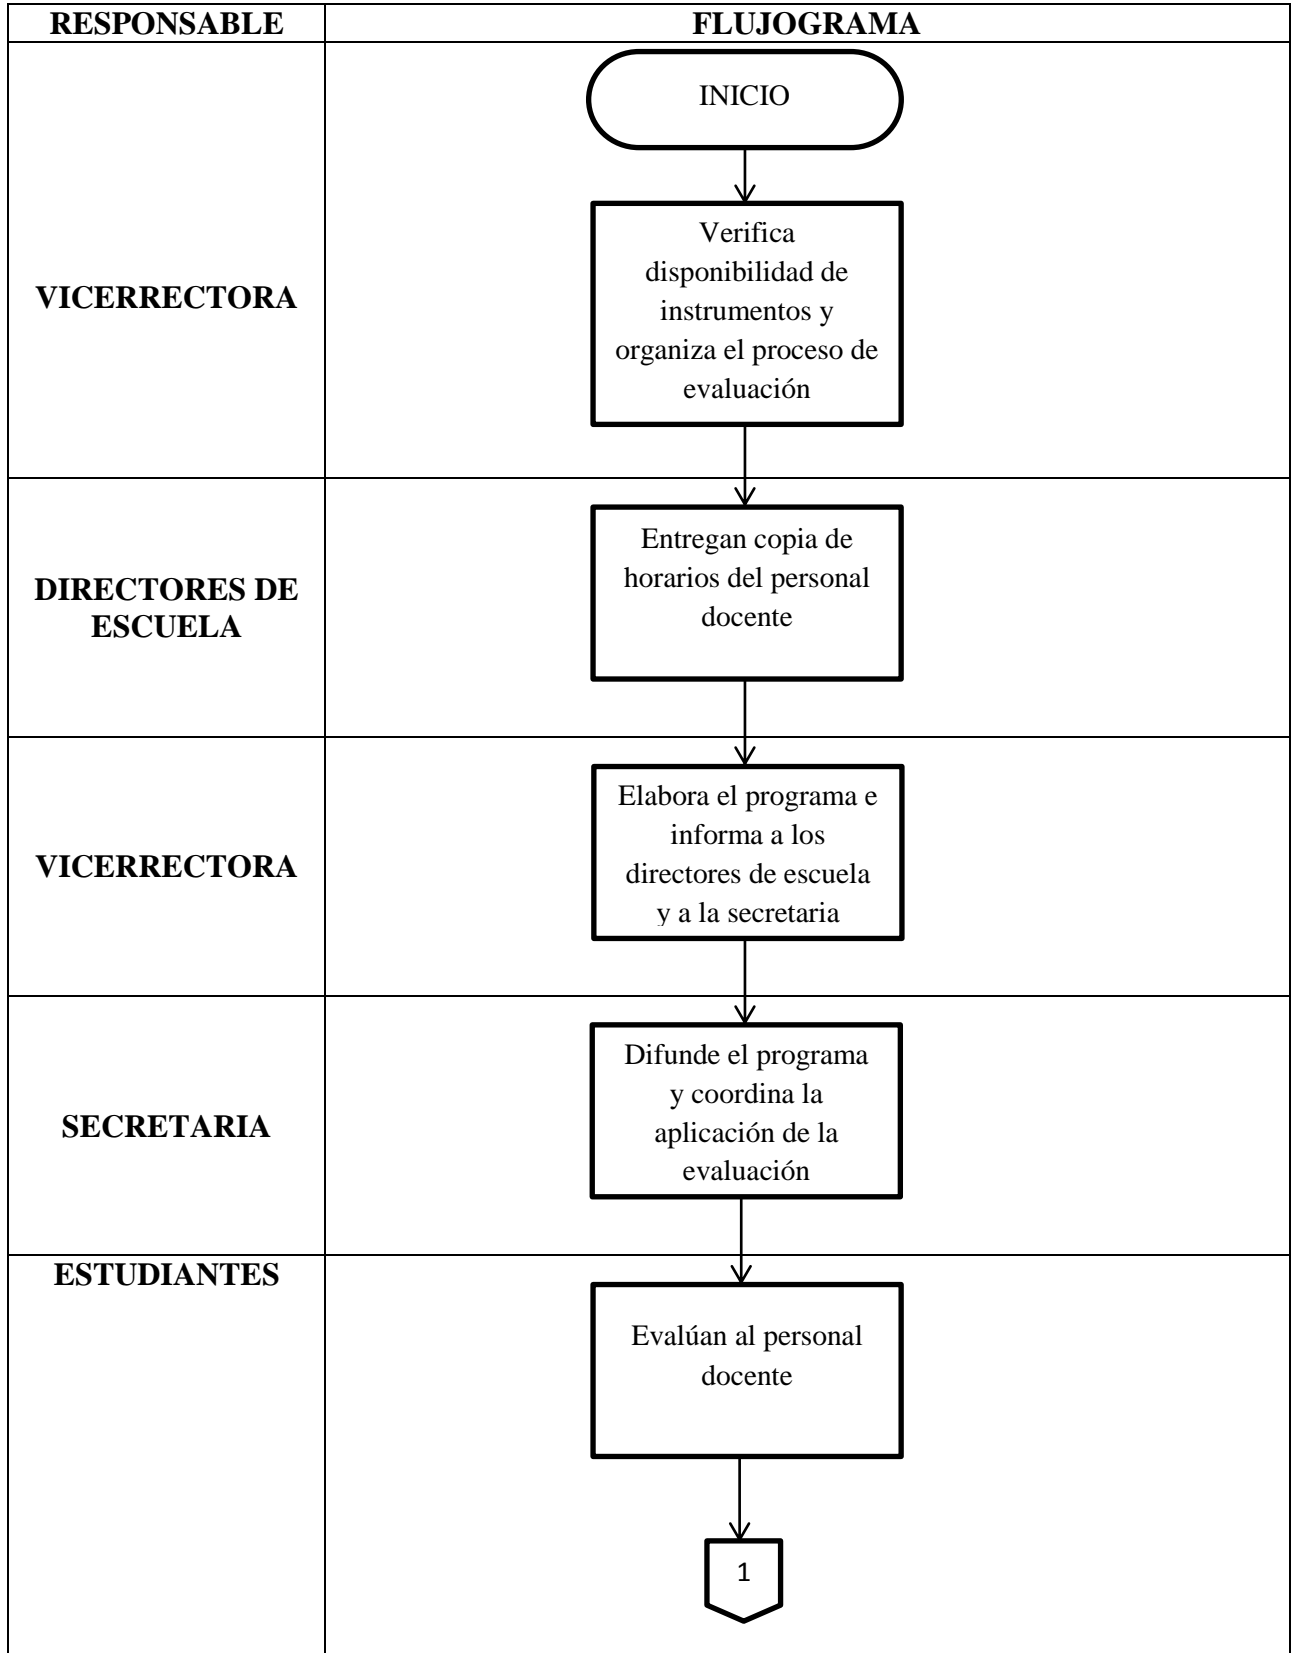 RESPONSABLE
FLUJOGRAMA
INICIO
VICERRECTORA
Verifica
disponibilidad de
instrumentos y
organiza el proceso de
evaluación
DIRECTORES DE
ESCUELA
Entregan copia de
horarios del personal
docente
VICERRECTORA
Elabora el programa e
informa a los
directores de escuela
y a la secretaria
SECRETARIA
Difunde el programa
y coordina la
aplicación de la
evaluación
ESTUDIANTES
Evalúan al personal
docente
1